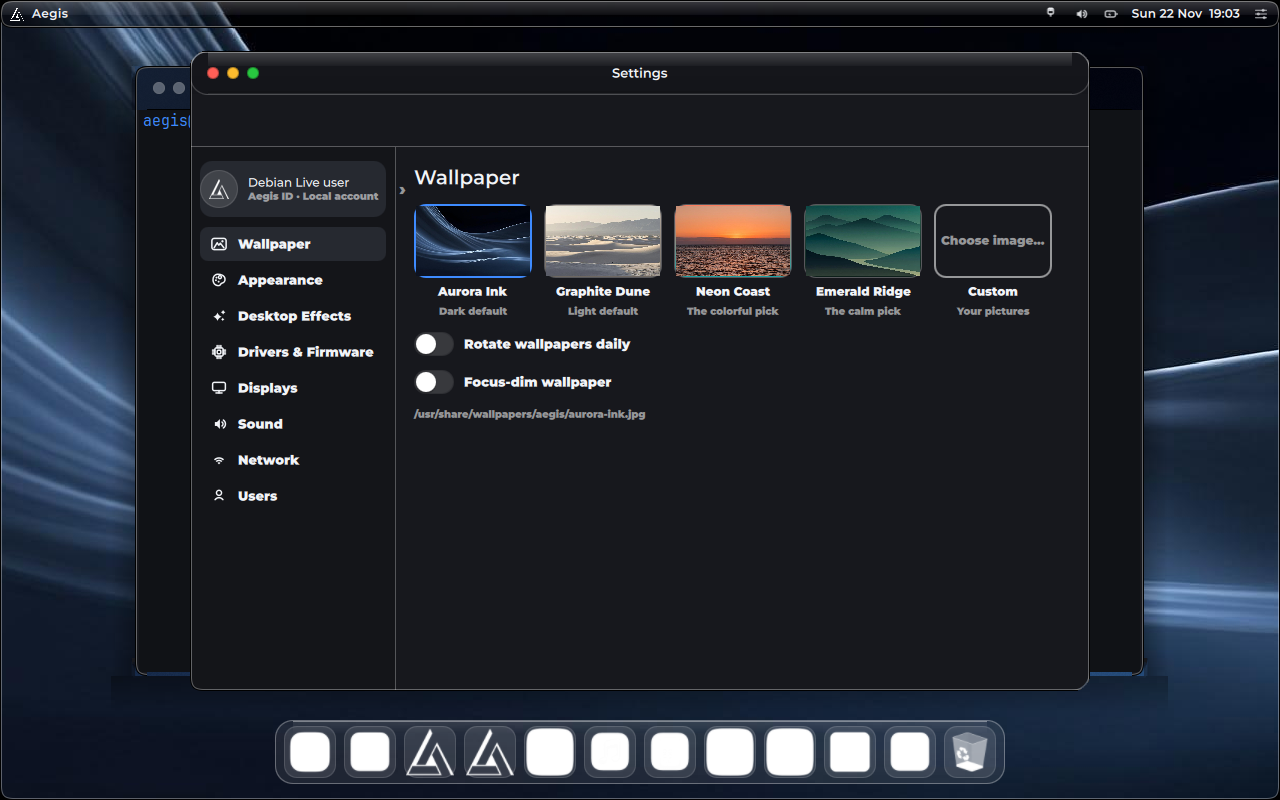 Aegis
Sun 22 Nov 19:03
Settings
aegis
Debian Live user
Aegis ID • Local account
Wallpaper
Appearance
Desktop Effects
Drivers & Firmware
Displays
Sound
Network
Users
Wallpaper
Choose image...
Aurora Ink
Graphite Dune
Neon Coast
Emerald Ridge
Custom
Dark default
Light default
The colorful pick
The calm pick
Your pictures
Rotate wallpapers daily
Focus-dim wallpaper
/usr/share/wallpapers/aegis/aurora-ink.jpg